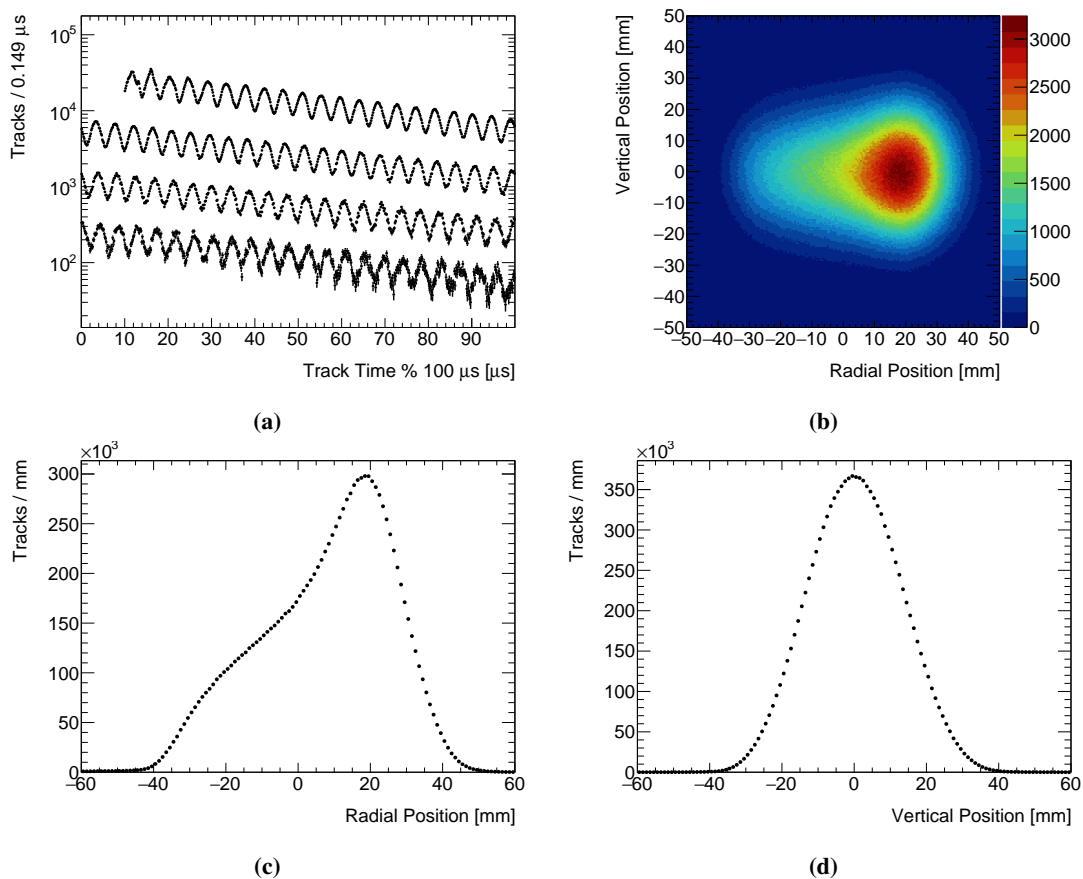 Tracks / 0.149 μs
10⁵
10⁴
10³
10²
0 10 20 30 40 50 60 70 80 90
Track Time % 100 μs [μs]
(a)
Vertical Position [mm]
50
40
30
20
10
0
−10
−20
−30
−40
−50
−50 −40 −30 −20 −10 0 10 20 30 40 50
Radial Position [mm]
3000
2500
2000
1500
1000
500
0
(b)
×10³
Tracks / mm
300
250
200
150
100
50
0
−60 −40 −20 0 20 40 60
Radial Position [mm]
(c)
×10³
Tracks / mm
350
300
250
200
150
100
50
0
−60 −40 −20 0 20 40 60
Vertical Position [mm]
(d)